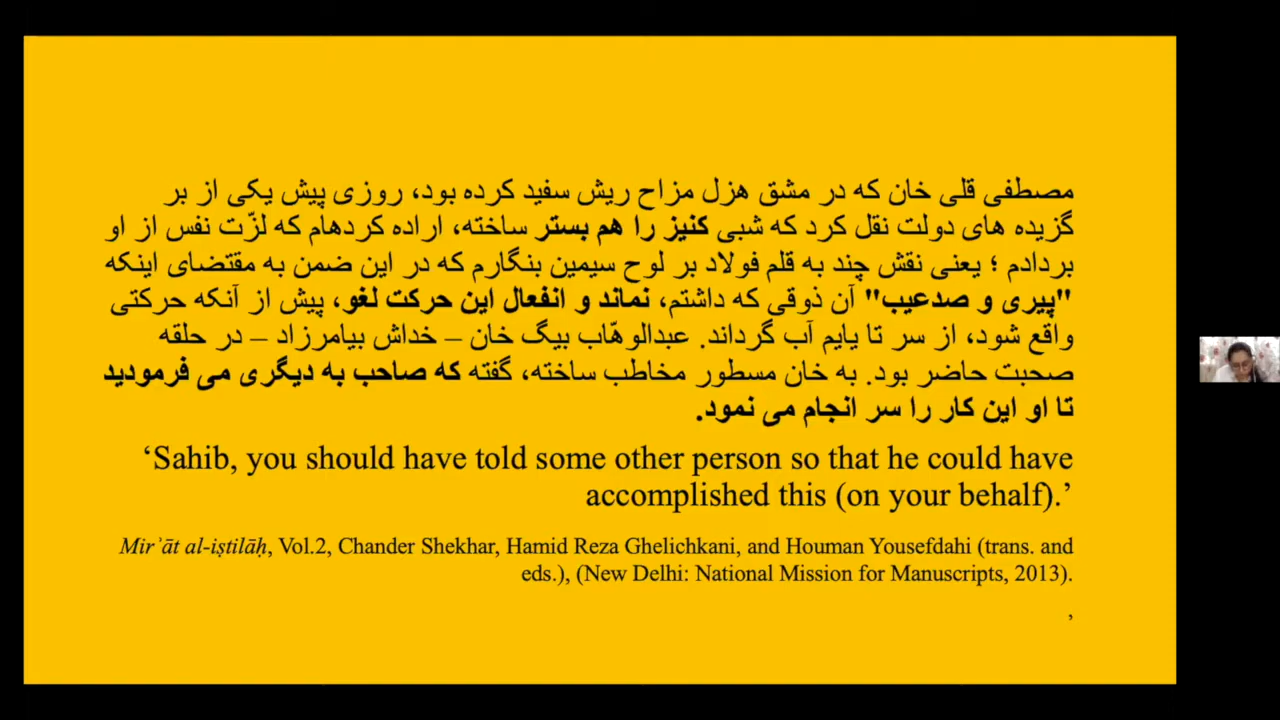 مصطفی قلی خان که در مشق هزل مزاح ریش سفید کرده بود، روزی پیش یکی از بر
گزیده های دولت نقل کرد که شبی کنیز را هم بستر ساخته، اراده کردهام که لزّت نفس از او
بردادم ؛ یعنی نقش چند به قلم فولاد بر لوح سیمین بنگارم که در این ضمن به مقتضای اینکه
"پیری و صدعیب" آن ذوقی که داشتم، نماند و انفعال این حرکت لغو، پیش از آنکه حرکتی
واقع شود، از سر تا یایم آب گرداند. عبدالوهّاب بیگ خان – خداش بیامرزاد – در حلقه
صحبت حاضر بود. به خان مسطور مخاطب ساخته، گفته که صاحب به دیگری می فرمودید
تا او این کار را سر انجام می نمود.
‘Sahib, you should have told some other person so that he could have
accomplished this (on your behalf).’
Mirʾāt al-iṣtilāḥ, Vol.2, Chander Shekhar, Hamid Reza Ghelichkani, and Houman Yousefdahi (trans. and
eds.), (New Delhi: National Mission for Manuscripts, 2013).
,